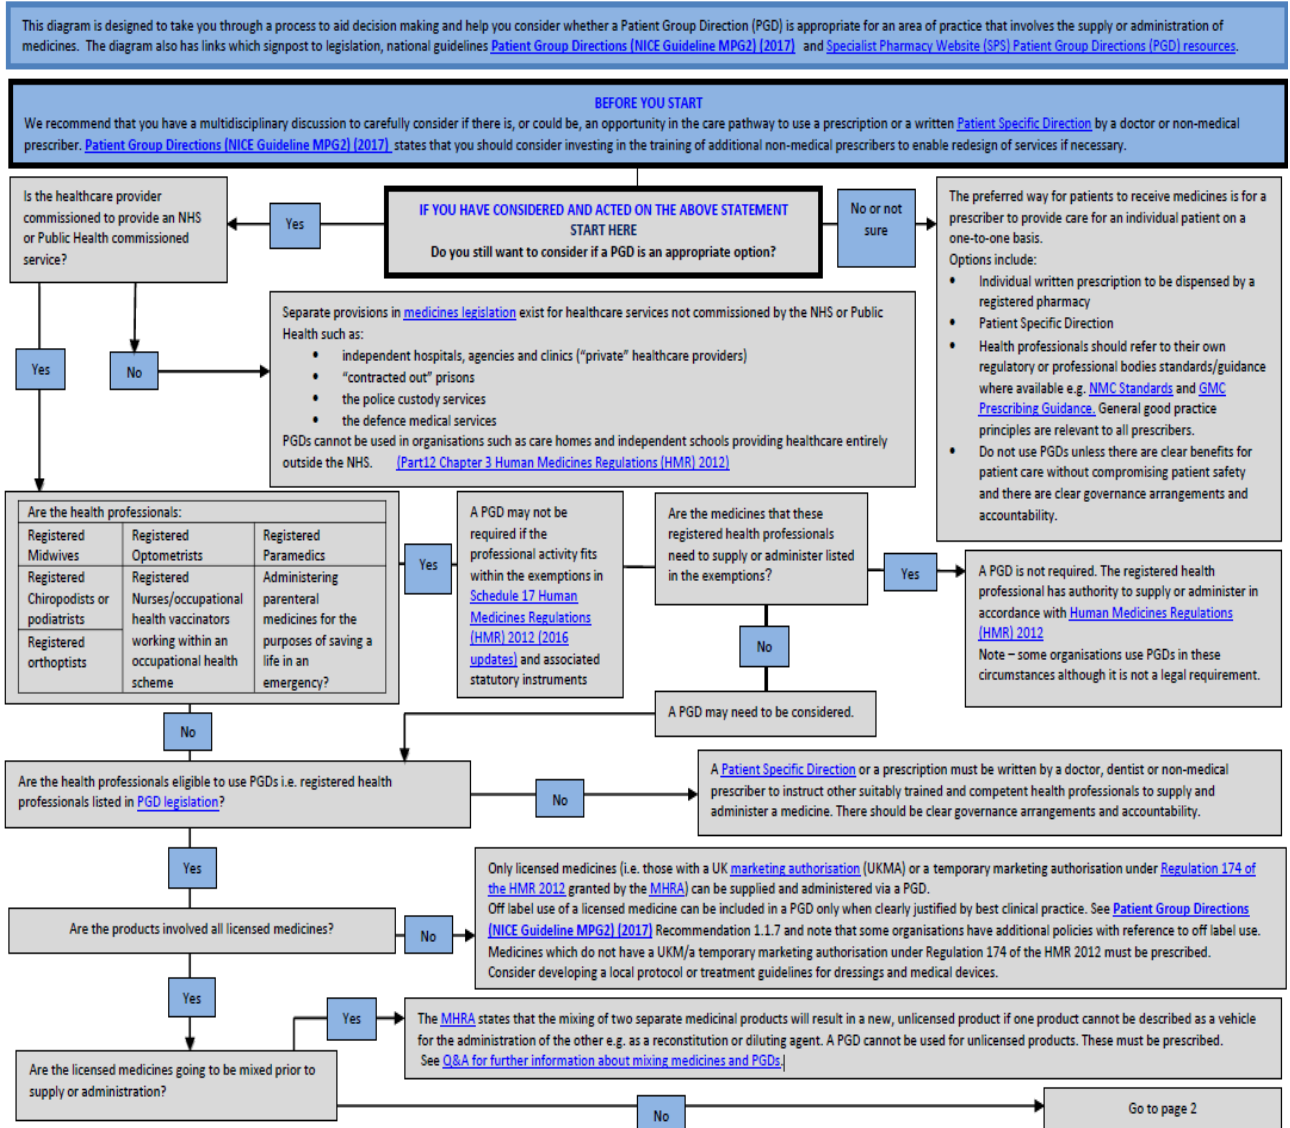 This diagram is designed to take you through a process to aid decision making and help you consider whether a Patient Group Direction (PGD) is appropriate for an area of practice that involves the supply or administration of
medicines. The diagram also has links which signpost to legislation, national guidelines Patient Group Directions (NICE Guideline MPG2) (2017) and Specialist Pharmacy Website (SPS) Patient Group Directions (PGD) resources.
BEFORE YOU START
We recommend that you have a multidisciplinary discussion to carefully consider if there is, or could be, an opportunity in the care pathway to use a prescription or a written Patient Specific Direction by a doctor or non-medical
prescriber. Patient Group Directions (NICE Guideline MPG2) (2017) states that you should consider investing in the training of additional non-medical prescribers to enable redesign of services if necessary.
IF YOU HAVE CONSIDERED AND ACTED ON THE ABOVE STATEMENT
START HERE
Do you still want to consider if a PGD is an appropriate option?
Yes
No or not
sure
Is the healthcare provider
commissioned to provide an NHS
or Public Health commissioned
service?
The preferred way for patients to receive medicines is for a
prescriber to provide care for an individual patient on a
one-to-one basis.
Options include:
• Individual written prescription to be dispensed by a
registered pharmacy
• Patient Specific Direction
• Health professionals should refer to their own
regulatory or professional bodies standards/guidance
where available e.g. NMC Standards and GMC
Prescribing Guidance. General good practice
principles are relevant to all prescribers.
• Do not use PGDs unless there are clear benefits for
patient care without compromising patient safety
and there are clear governance arrangements and
accountability.
Yes
No
Separate provisions in medicines legislation exist for healthcare services not commissioned by the NHS or Public
Health such as:
• independent hospitals, agencies and clinics ("private" healthcare providers)
• "contracted out" prisons
• the police custody services
• the defence medical services
PGDs cannot be used in organisations such as care homes and independent schools providing healthcare entirely
outside the NHS. (Part12 Chapter 3 Human Medicines Regulations (HMR) 2012)
Are the health professionals:
Registered
Midwives
Registered
Optometrists
Registered
Paramedics
Registered
Chiropodists or
podiatrists
Registered
orthoptists
Registered
Nurses/occupational
health vaccinators
working within an
occupational health
scheme
Administering
parenteral
medicines for the
purposes of saving a
life in an
emergency?
Yes
A PGD may not be
required if the
professional activity fits
within the exemptions in
Schedule 17 Human
Medicines Regulations
(HMR) 2012 (2016
updates) and associated
statutory instruments
Are the medicines that these
registered health professionals
need to supply or administer listed
in the exemptions?
Yes
A PGD is not required. The registered health
professional has authority to supply or administer in
accordance with Human Medicines Regulations
(HMR) 2012
Note – some organisations use PGDs in these
circumstances although it is not a legal requirement.
No
A PGD may need to be considered.
No
Are the health professionals eligible to use PGDs i.e. registered health
professionals listed in PGD legislation?
No
A Patient Specific Direction or a prescription must be written by a doctor, dentist or non-medical
prescriber to instruct other suitably trained and competent health professionals to supply and
administer a medicine. There should be clear governance arrangements and accountability.
Yes
Are the products involved all licensed medicines?
No
Only licensed medicines (i.e. those with a UK marketing authorisation (UKMA) or a temporary marketing authorisation under Regulation 174 of
the HMR 2012 granted by the MHRA) can be supplied and administered via a PGD.
Off label use of a licensed medicine can be included in a PGD only when clearly justified by best clinical practice. See Patient Group Directions
(NICE Guideline MPG2) (2017) Recommendation 1.1.7 and note that some organisations have additional policies with reference to off label use.
Medicines which do not have a UKM/a temporary marketing authorisation under Regulation 174 of the HMR 2012 must be prescribed.
Consider developing a local protocol or treatment guidelines for dressings and medical devices.
Yes
Are the licensed medicines going to be mixed prior to
supply or administration?
Yes
The MHRA states that the mixing of two separate medicinal products will result in a new, unlicensed product if one product cannot be described as a vehicle
for the administration of the other e.g. as a reconstitution or diluting agent. A PGD cannot be used for unlicensed products. These must be prescribed.
See Q&A for further information about mixing medicines and PGDs.
No
Go to page 2